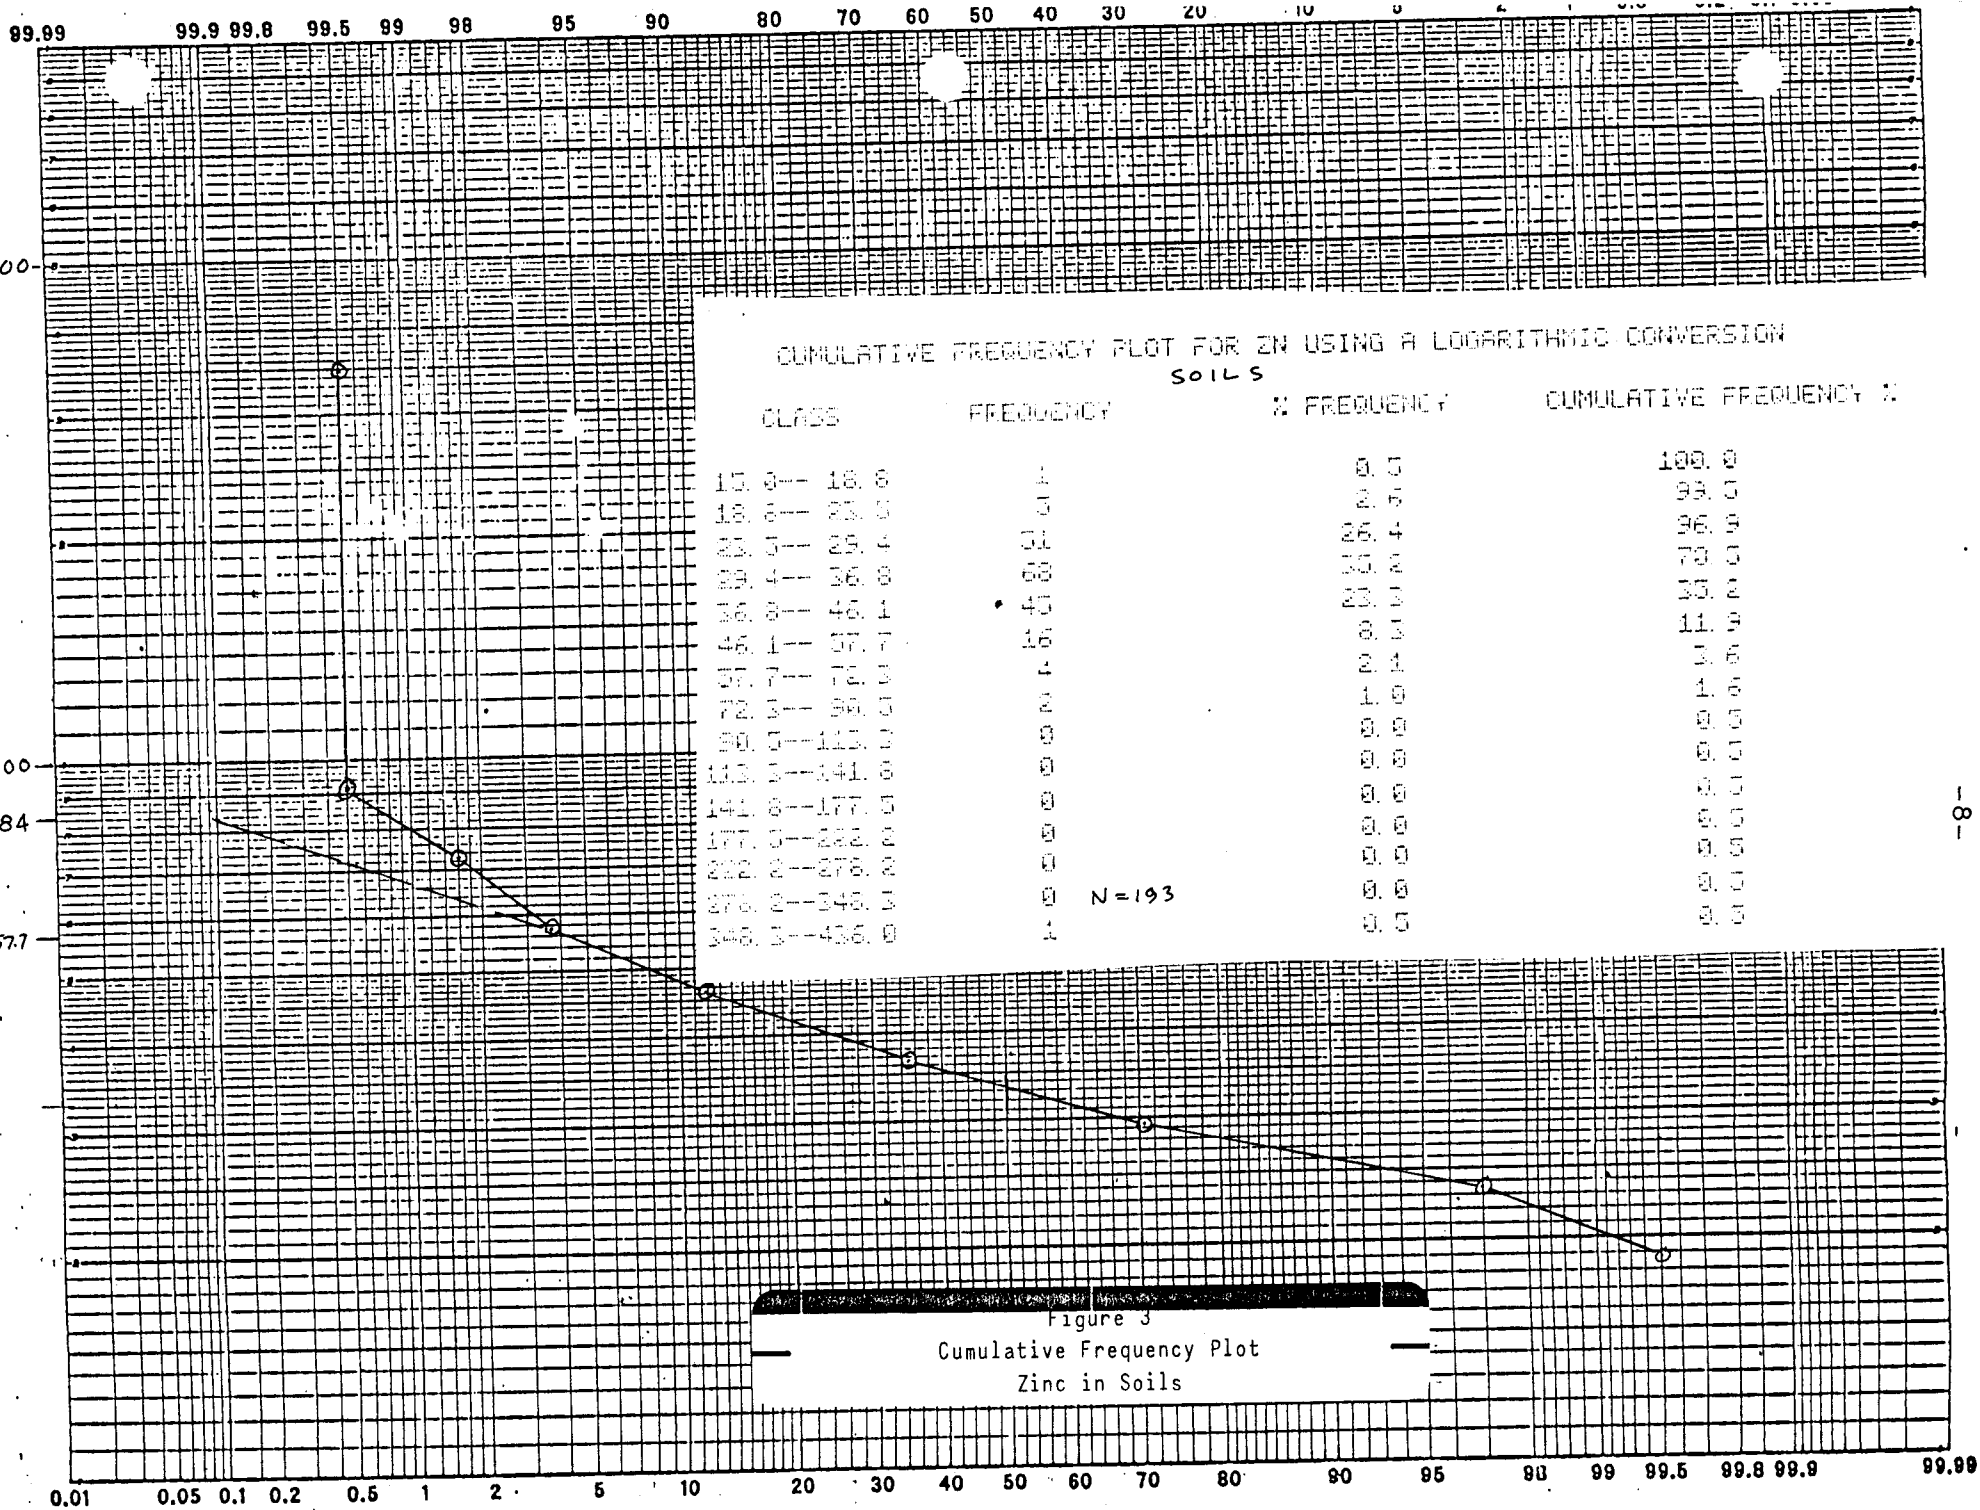 99.99 99.9 99.8 99.5 99 98 95 90 80 70 60 50 40 30 20 10
CUMULATIVE FREQUENCY PLOT FOR ZN USING A LOGARITHMIC CONVERSION
SOILS
CLASS FREQUENCY % FREQUENCY CUMULATIVE FREQUENCY %
15.0-- 18.8 1 0.5 100.0
18.8-- 23.5 5 2.6 99.5
23.5-- 29.4 51 26.4 96.9
29.4-- 36.8 68 35.2 70.5
36.8-- 46.1 45 23.3 35.2
46.1-- 57.7 16 8.3 11.9
57.7-- 72.3 4 2.1 3.6
72.3-- 90.5 2 1.0 1.6
90.5--113.3 0 0.0 0.5
113.3--141.8 0 0.0 0.5
141.8--177.5 0 0.0 0.5
177.5--222.2 0 0.0 0.5
222.2--278.2 0 0.0 0.5
278.2--348.3 0 N=193 0.0 0.5
348.3--436.0 1 0.5 0.5
00
00
84
57.7
-8-
Figure 3
Cumulative Frequency Plot
Zinc in Soils
0.01 0.05 0.1 0.2 0.5 1 2 5 10 20 30 40 50 60 70 80 90 95 98 99 99.5 99.8 99.9 99.99